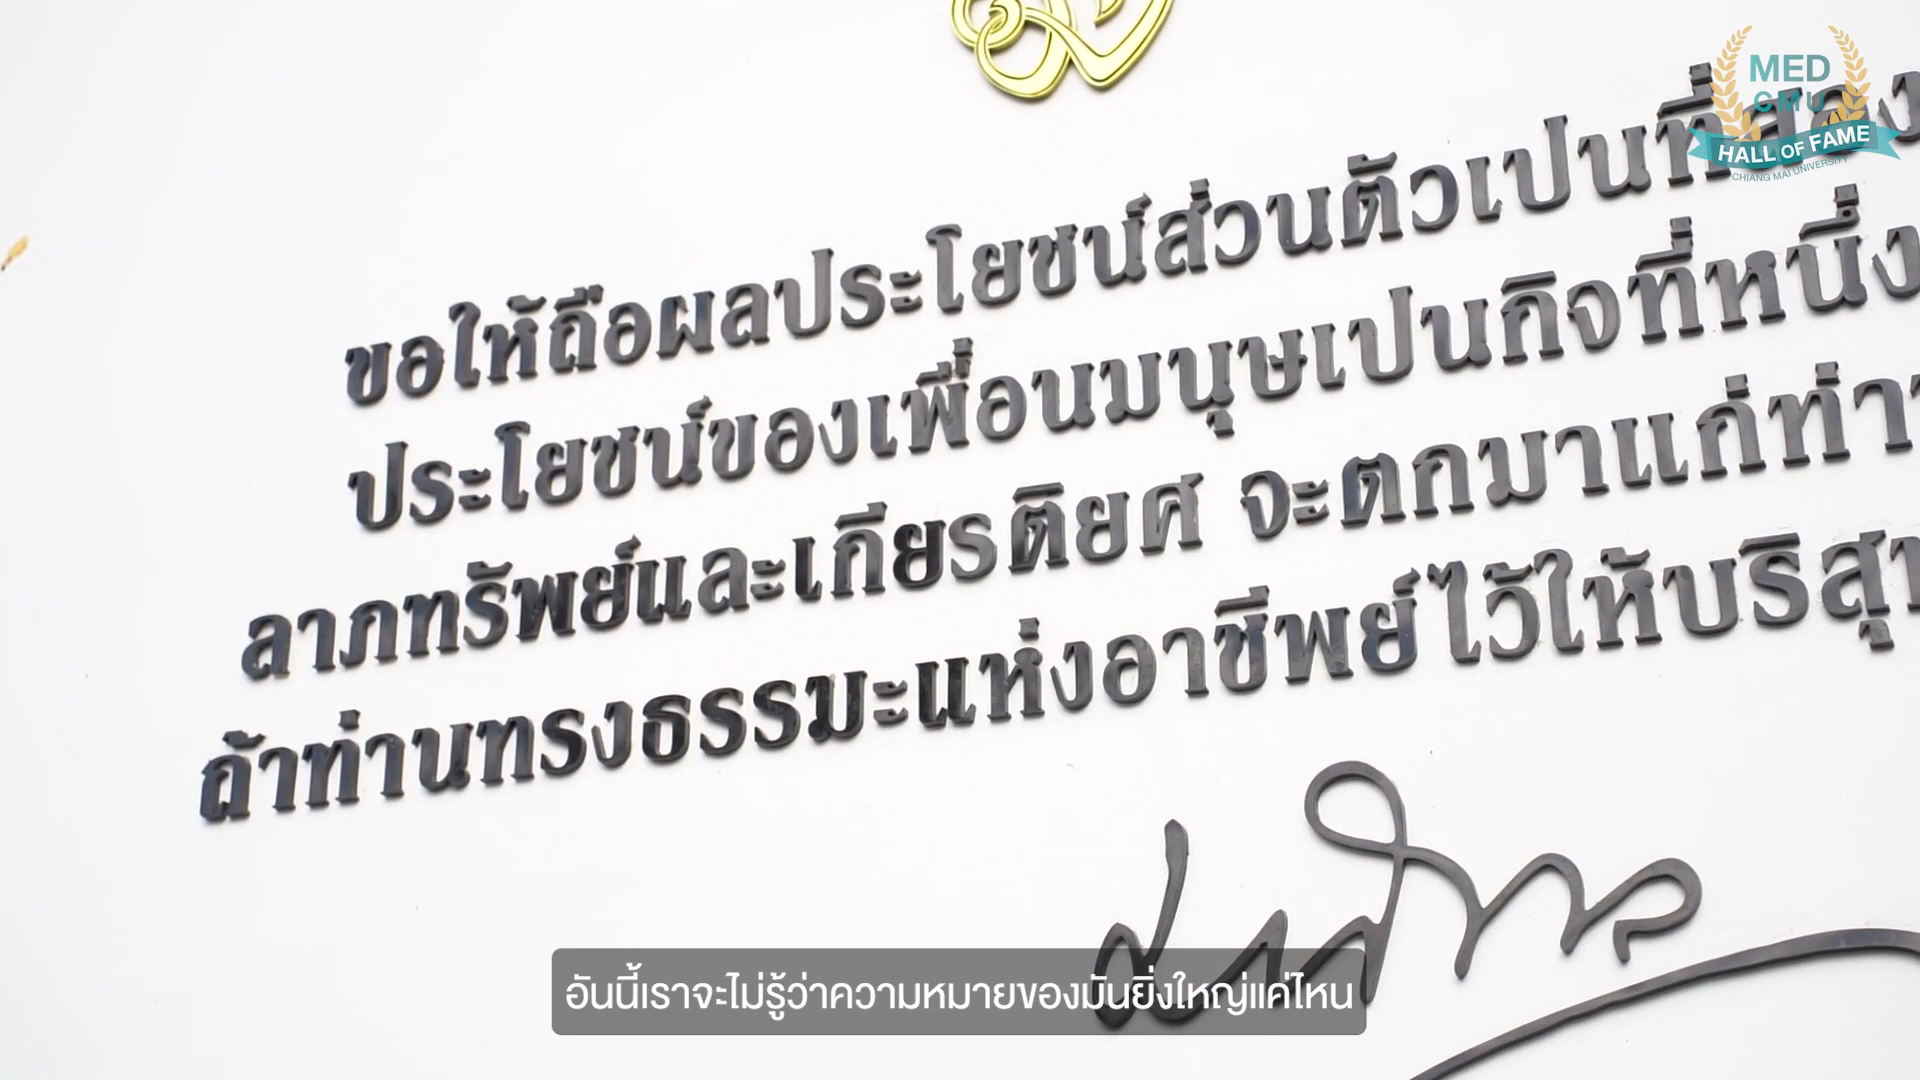 MED
CMU
HALL OF FAME
CHIANG MAI UNIVERSITY
ขอให้ถือผลประโยชน์ส่วนตัวเปนที่สอง
ประโยชน์ของเพื่อนมนุษเปนกิจที่หนึ่ง
ลาภทรัพย์และเกียรติยศ จะตกมาแก่ท่า
ถ้าท่านทรงธรรมะแห่งอาชีพย์ไว้ให้บริสุ
อันนี้เราจะไม่รู้ว่าความหมายของมันยิ่งใหญ่แค่ไหน